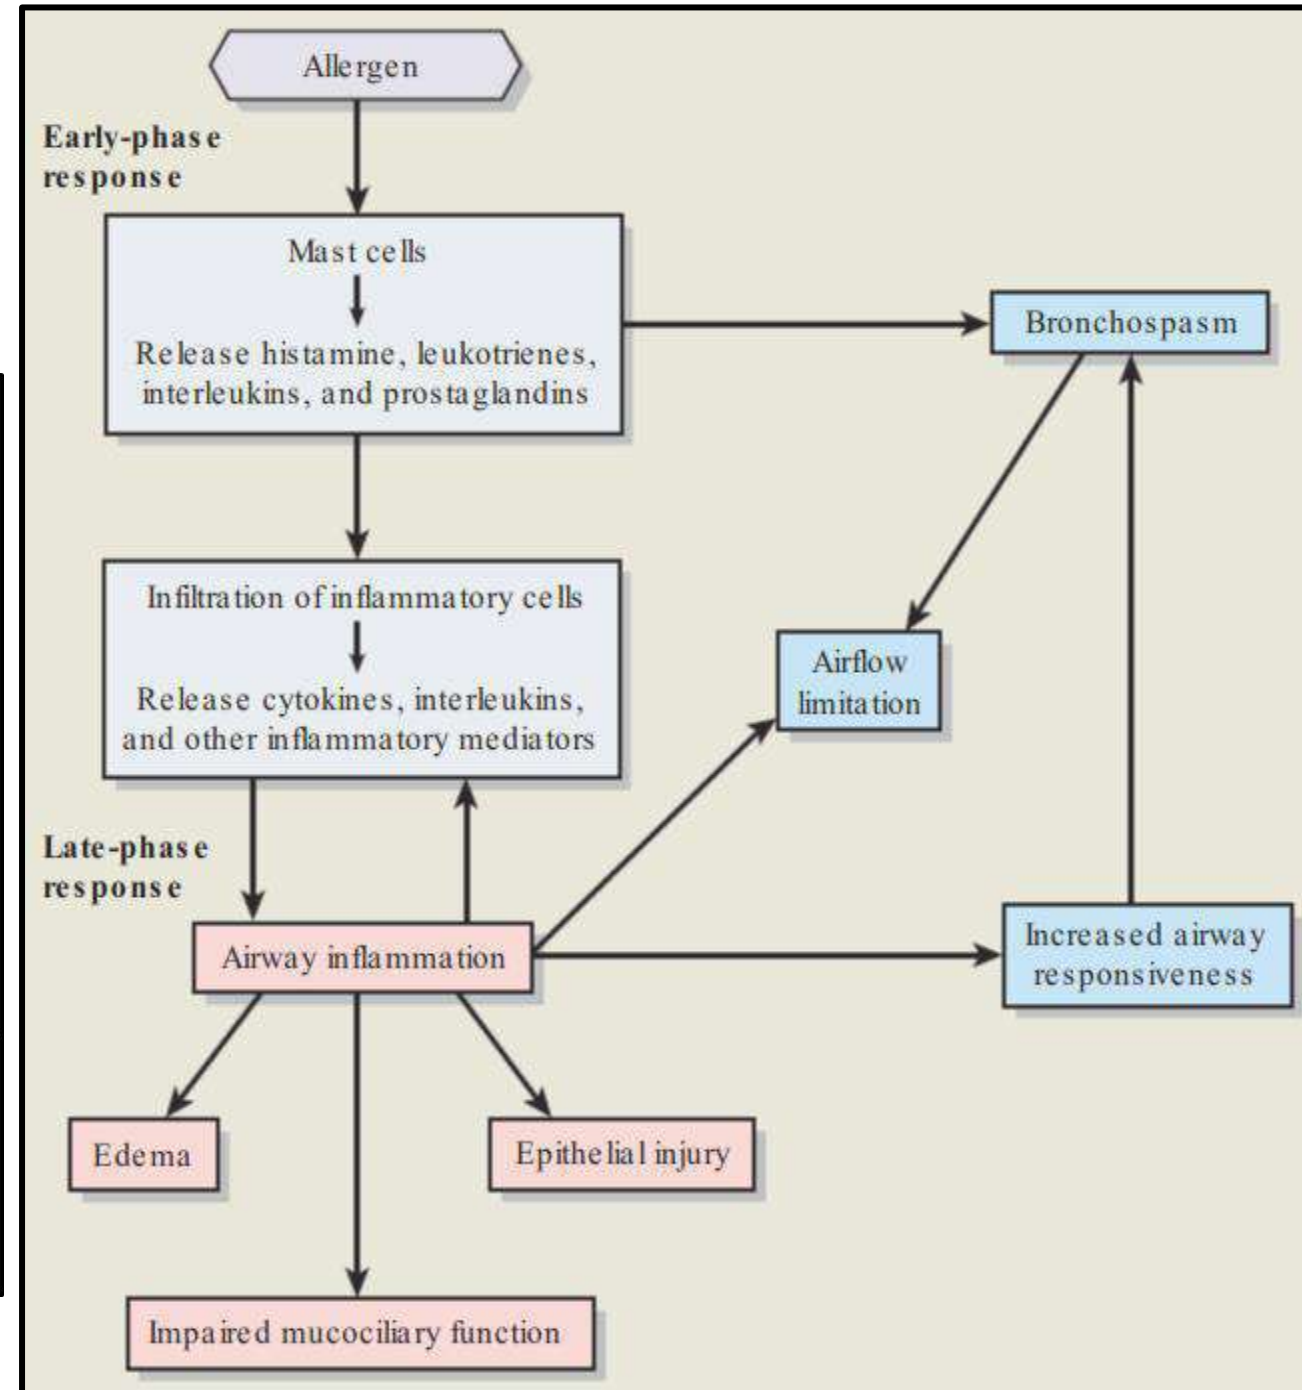 Allergen
Early-phase
response
Mast cells
Release histamine, leukotrienes,
interleukins, and prostaglandins
Bronchospasm
Infiltration of inflammatory cells
Release cytokines, interleukins,
and other inflammatory mediators
Airflow
limitation
Late-phase
response
Airway inflammation
Increased airway
responsiveness
Edema
Epithelial injury
Impaired mucociliary function